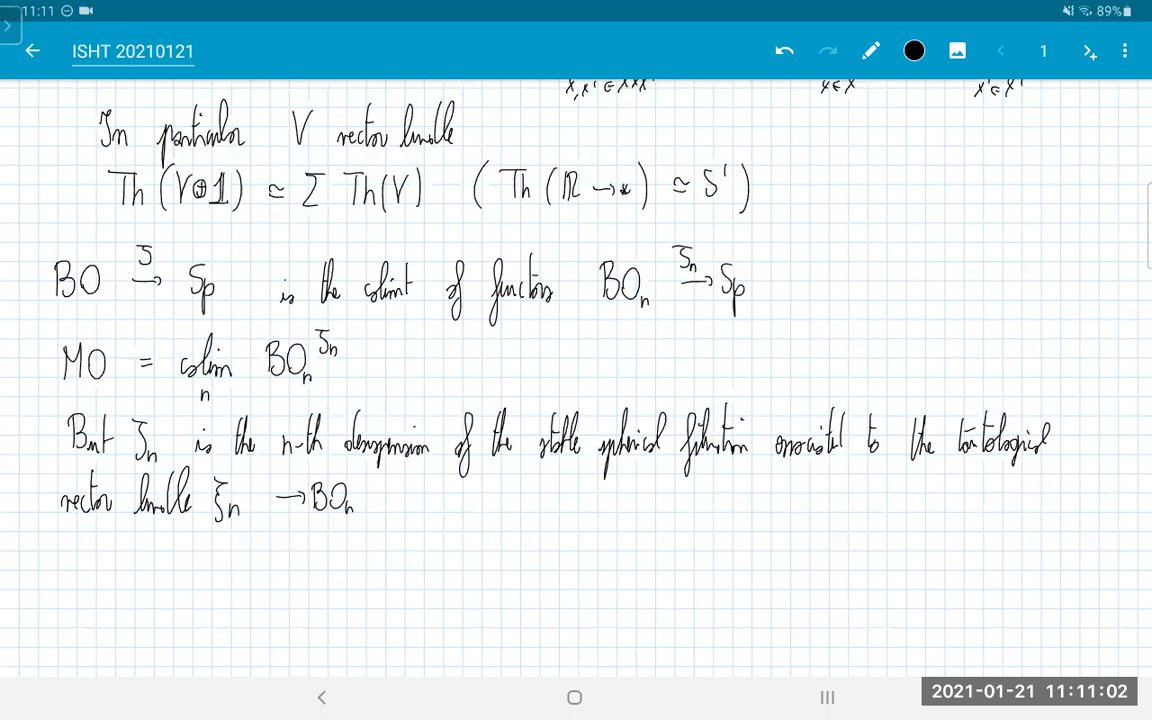 11:11
89%
ISHT 20210121
1
x,x' ∈ X×X' x ∈ X x' ∈ X'
In particular V vector bundle
Th (V⊕1) ≃ Σ Th(V) ( Th (ℝ → *) ≃ S¹ )
BO →^J Sp is the colimit of functors BO_n →^{J_n} Sp
MO = colim_n BO_n^{J_n}
But J_n is the n-th desuspension of the stable spherical fibration associated to the tautological
vector bundle ξ_n → BO_n
2021-01-21 11:11:02